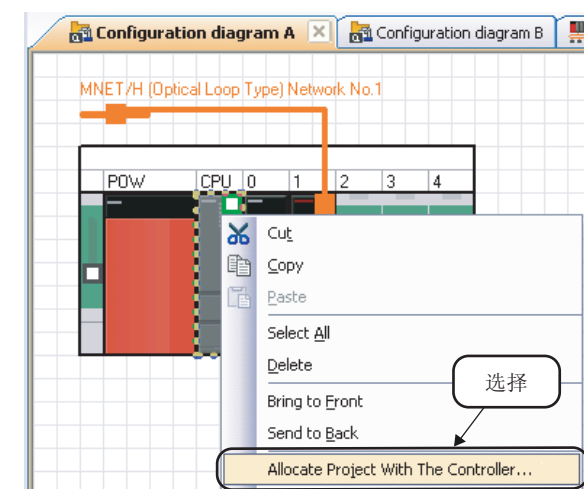 Configuration diagram A
Configuration diagram B
MNET/H (Optical Loop Type) Network No.1
POW CPU 0 1 2 3 4
Cut
Copy
Paste
Select All
Delete
选择
Bring to Front
Send to Back
Allocate Project With The Controller...